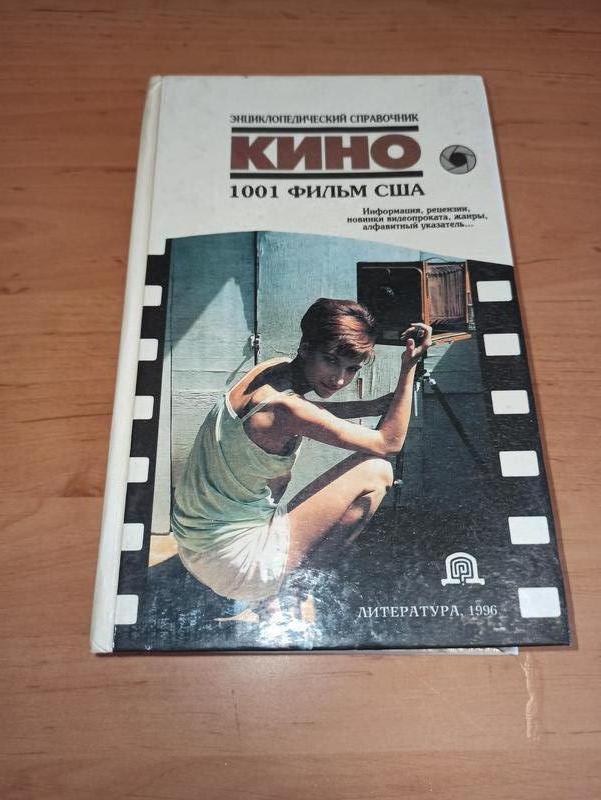 ЭНЦИКЛОПЕДИЧЕСКИЙ СПРАВОЧНИК
КИНО
1001 ФИЛЬМ США
Информация, рецензии,
новинки видеопроката, жанры,
алфавитный указатель...
ЛИТЕРАТУРА, 1996